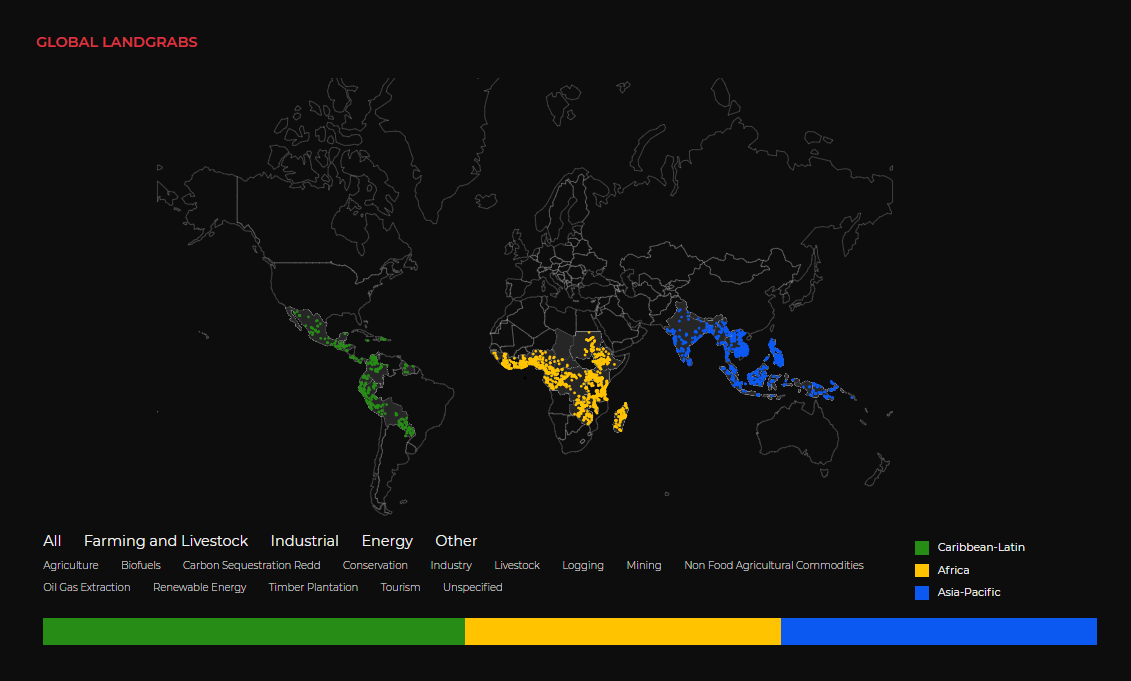 GLOBAL LANDGRABS
All Farming and Livestock Industrial Energy Other
Agriculture Biofuels Carbon Sequestration Redd Conservation Industry Livestock Logging Mining Non Food Agricultural Commodities
Oil Gas Extraction Renewable Energy Timber Plantation Tourism Unspecified
Caribbean-Latin
Africa
Asia-Pacific